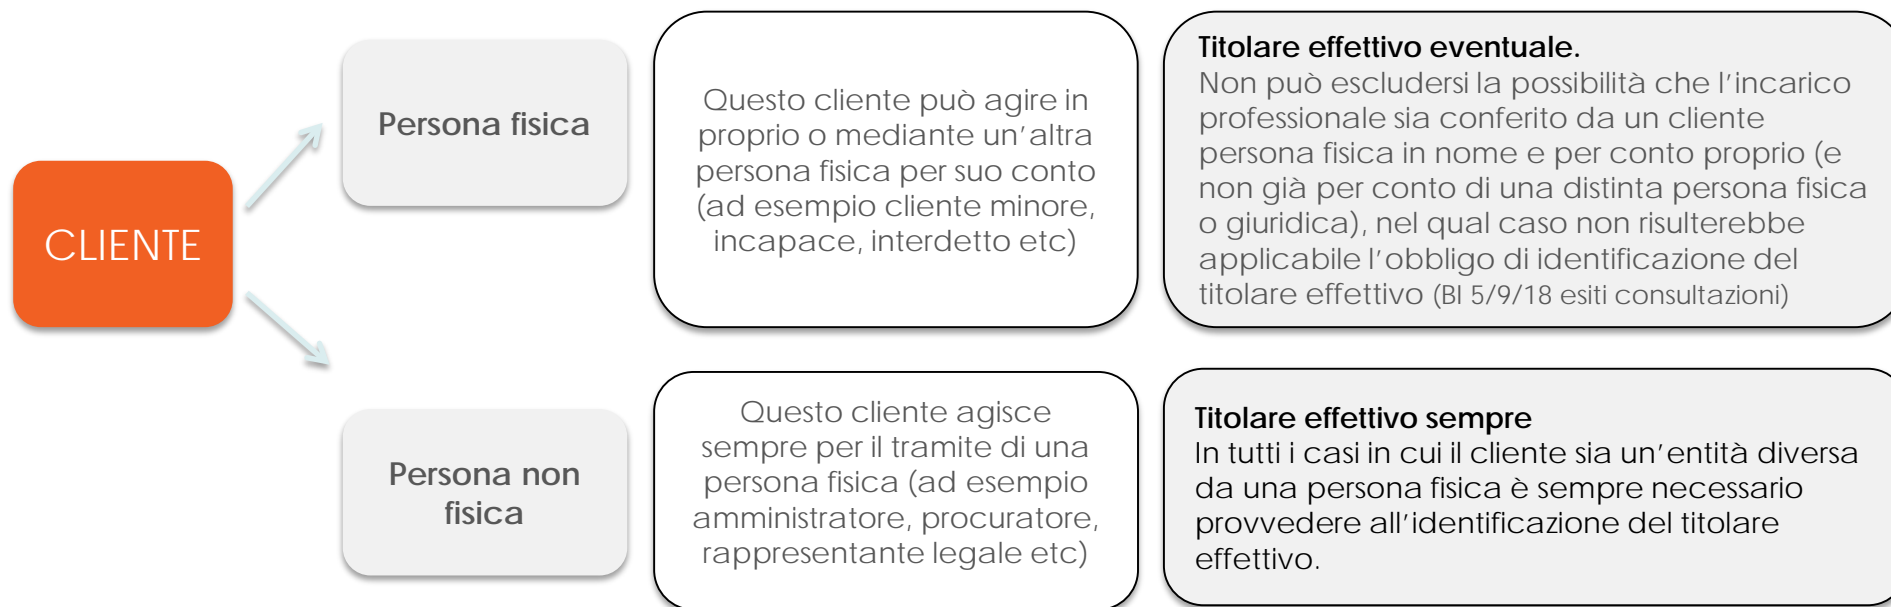 CLIENTE
Persona fisica
Questo cliente può agire in
proprio o mediante un'altra
persona fisica per suo conto
(ad esempio cliente minore,
incapace, interdetto etc)
Titolare effettivo eventuale.
Non può escludersi la possibilità che l'incarico
professionale sia conferito da un cliente
persona fisica in nome e per conto proprio (e
non già per conto di una distinta persona fisica
o giuridica), nel qual caso non risulterebbe
applicabile l'obbligo di identificazione del
titolare effettivo (BI 5/9/18 esiti consultazioni)
Persona non
fisica
Questo cliente agisce
sempre per il tramite di una
persona fisica (ad esempio
amministratore, procuratore,
rappresentante legale etc)
Titolare effettivo sempre
In tutti i casi in cui il cliente sia un'entità diversa
da una persona fisica è sempre necessario
provvedere all'identificazione del titolare
effettivo.